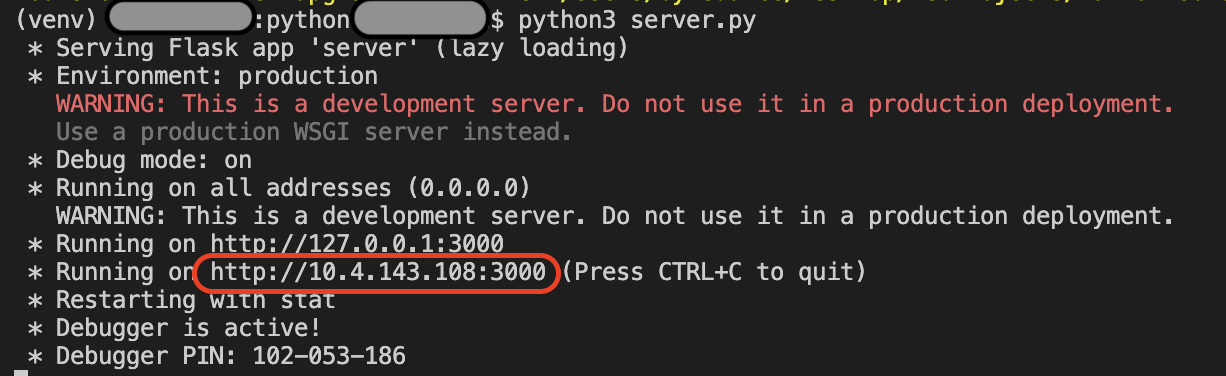 (venv) :python $ python3 server.py
* Serving Flask app 'server' (lazy loading)
* Environment: production
WARNING: This is a development server. Do not use it in a production deployment.
Use a production WSGI server instead.
* Debug mode: on
* Running on all addresses (0.0.0.0)
WARNING: This is a development server. Do not use it in a production deployment.
* Running on http://127.0.0.1:3000
* Running on http://10.4.143.108:3000 (Press CTRL+C to quit)
* Restarting with stat
* Debugger is active!
* Debugger PIN: 102-053-186